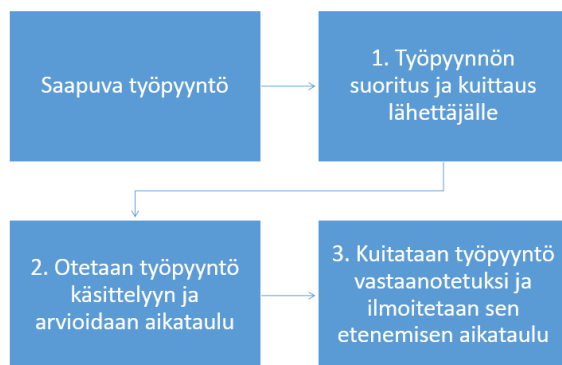 Saapuva työpyyntö
1. Työpyynnön
suoritus ja kuittaus
lähettäjälle
2. Otetaan työpyyntö
käsittelyyn ja
arvioidaan aikataulu
3. Kuitataan työpyyntö
vastaanotetuksi ja
ilmoitetaan sen
etenemisen aikataulu